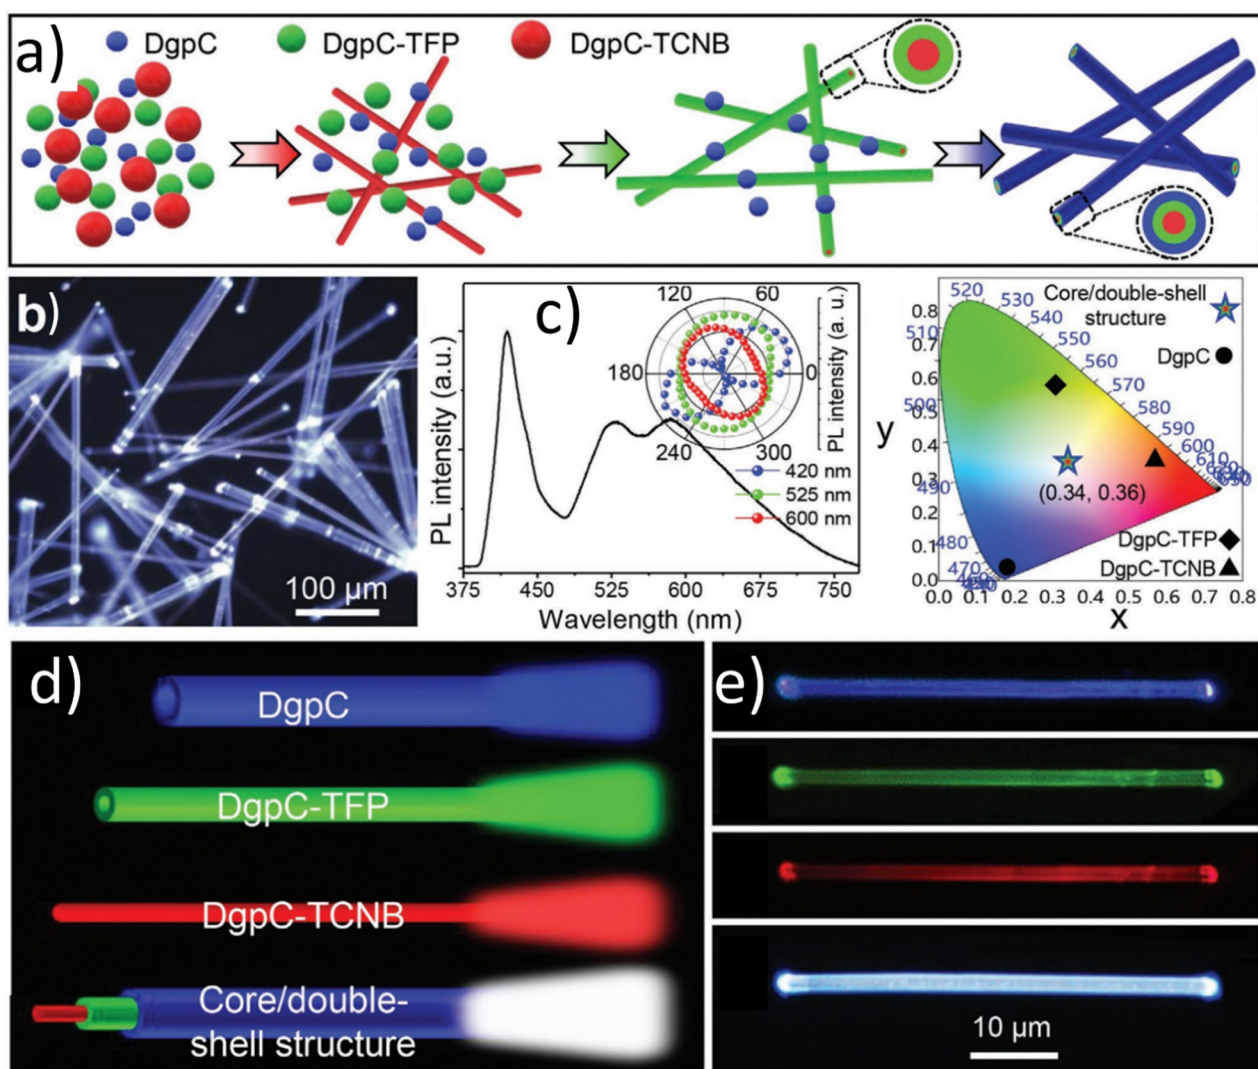 a)
DgpC
DgpC-TFP
DgpC-TCNB
b)
100 μm
c)
PL intensity (a.u.)
375 450 525 600 675 750
Wavelength (nm)
120 60
180 0
240 300
PL intensity (a. u.)
420 nm
525 nm
600 nm
Core/double-shell
structure
DgpC
(0.34, 0.36)
DgpC-TFP
DgpC-TCNB
y
0.8
0.7
0.6
0.5
0.4
0.3
0.2
0.1
0.0
0.0 0.1 0.2 0.3 0.4 0.5 0.6 0.7 0.8
x
520
530
540
550
560
570
580
590
600
610
510
500
490
480
470
d)
DgpC
DgpC-TFP
DgpC-TCNB
Core/double-
shell structure
e)
10 μm